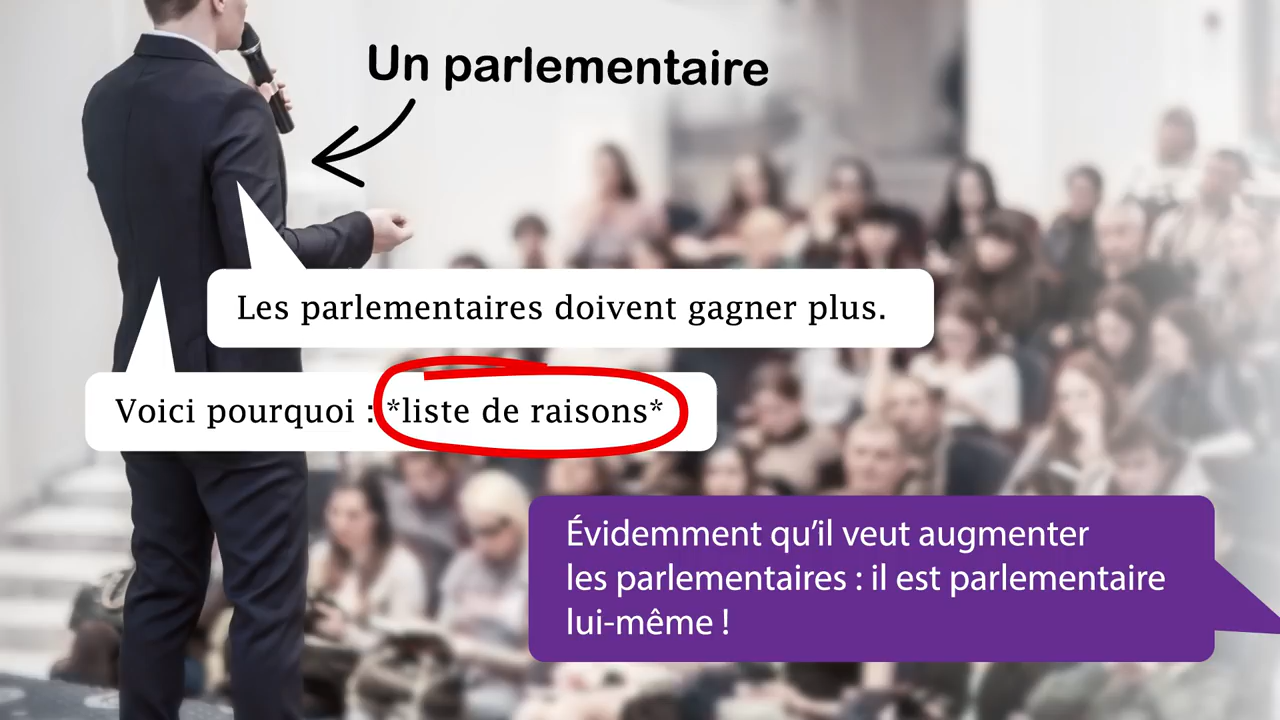 Un parlementaire
Les parlementaires doivent gagner plus.
Voici pourquoi : *liste de raisons*
Évidemment qu’il veut augmenter
les parlementaires : il est parlementaire
lui-même !